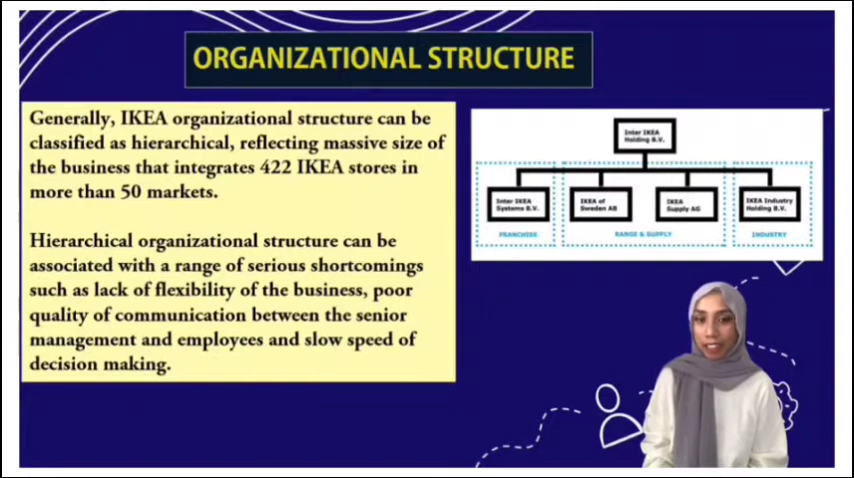 ORGANIZATIONAL STRUCTURE
Generally, IKEA organizational structure can be
classified as hierarchical, reflecting massive size of
the business that integrates 422 IKEA stores in
more than 50 markets.
Hierarchical organizational structure can be
associated with a range of serious shortcomings
such as lack of flexibility of the business, poor
quality of communication between the senior
management and employees and slow speed of
decision making.
Inter IKEA
Holding B.V.
Inter IKEA
Systems B.V.
IKEA of
Sweden AB
IKEA
Supply AG
IKEA Industry
Holding B.V.
FRANCHISE
RANGE & SUPPLY
INDUSTRY